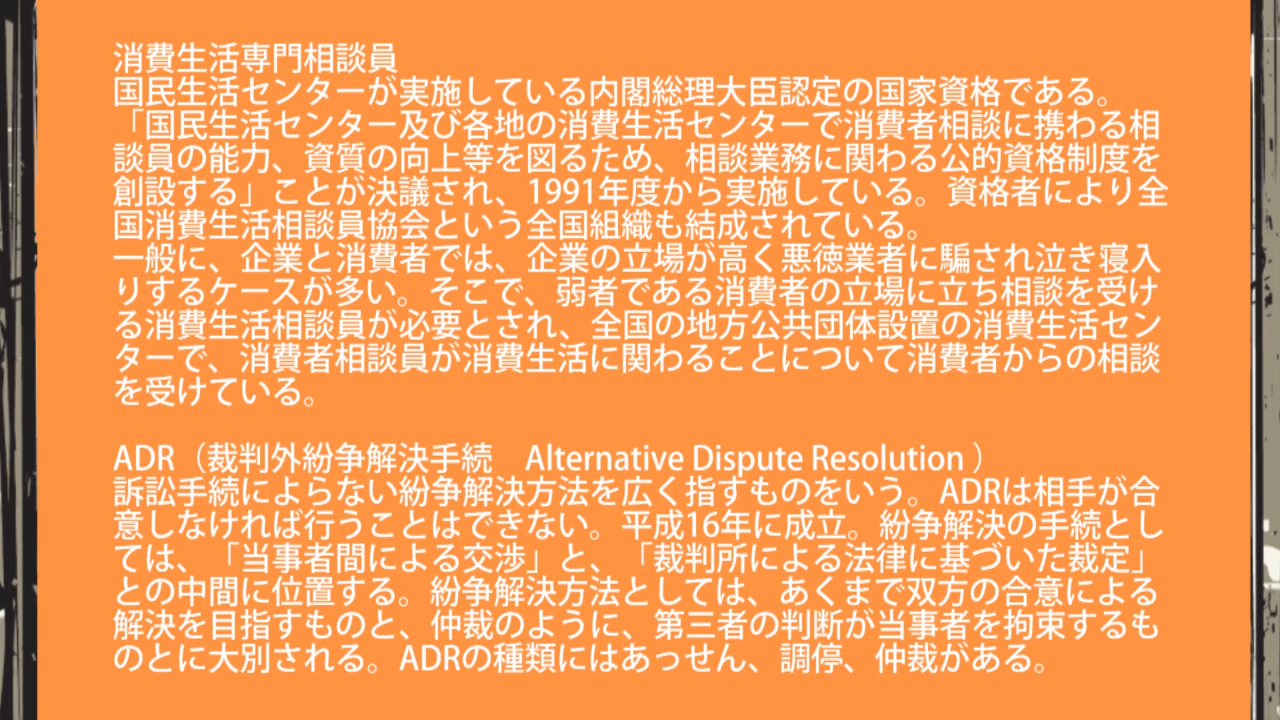 消費生活専門相談員
国民生活センターが実施している内閣総理大臣認定の国家資格である。
「国民生活センター及び各地の消費生活センターで消費者相談に携わる相
談員の能力、資質の向上等を図るため、相談業務に関わる公的資格制度を
創設する」ことが決議され、1991年度から実施している。資格者により全
国消費生活相談員協会という全国組織も結成されている。
一般に、企業と消費者では、企業の立場が高く悪徳業者に騙され泣き寝入
りするケースが多い。そこで、弱者である消費者の立場に立ち相談を受け
る消費生活相談員が必要とされ、全国の地方公共団体設置の消費生活セン
ターで、消費者相談員が消費生活に関わることについて消費者からの相談
を受けている。
ADR（裁判外紛争解決手続　Alternative Dispute Resolution ）
訴訟手続によらない紛争解決方法を広く指すものをいう。ADRは相手が合
意しなければ行うことはできない。平成16年に成立。紛争解決の手続とし
ては、「当事者間による交渉」と、「裁判所による法律に基づいた裁定」
との中間に位置する。紛争解決方法としては、あくまで双方の合意による
解決を目指すものと、仲裁のように、第三者の判断が当事者を拘束するも
のとに大別される。ADRの種類にはあっせん、調停、仲裁がある。